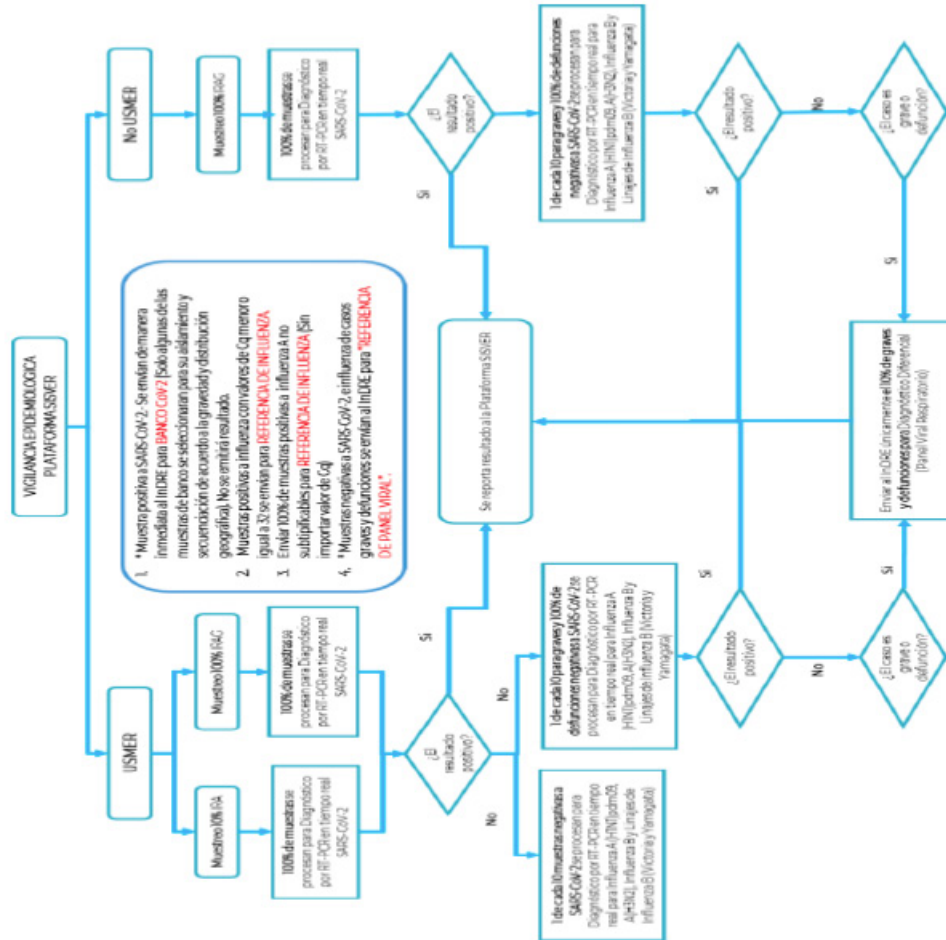 VIGILANCIA EPIDEMIOLOGICA
PLATAFORMA SISVER
USMER
No USMER
Muestreo 10% IRA
Muestreo 100% IRAG
Muestreo 100% IRAG
100% de muestras se
procesan para Diagnóstico
por RT-PCR en tiempo real
SARS-CoV-2
100% de muestras se
procesan para Diagnóstico
por RT-PCR en tiempo real
SARS-CoV-2
100% de muestras se
procesan para Diagnóstico
por RT-PCR en tiempo real
SARS-CoV-2
1. *Muestra positiva a SARS-CoV-2.- Se envían de manera
inmediata al InDRE para BANCO CoV-2 (Solo algunas de las
muestras de banco se seleccionaran para su aislamiento y
secuenciación de acuerdo a la gravedad y distribución
geográfica). No se emitirá resultado.
2. Muestras positivas a influenza con valores de Cq menor o
igual a 32 se envían para REFERENCIA DE INFLUENZA.
3. Enviar 100% de muestras positivas a influenza A no
subtipificables para REFERENCIA DE INFLUENZA (Sin
importar valor de Cq)
4. *Muestras negativas a SARS-CoV-2, e influenza de casos
graves y defunciones se envían al InDRE para "REFERENCIA
DE PANEL VIRAL".
¿El
resultado
positivo?
Si
No
No
¿El
resultado
positivo?
Si
Se reporta resultado a la Plataforma SISVER
1 de cada 10 muestras negativas a
SARS-CoV-2 se procesan para
Diagnóstico por RT-PCR en tiempo
real para Influenza A (H1N1)pdm09,
A(H3N2), Influenza B y Linajes de
Influenza B (Victoria y Yamagata)
1 de cada 10 para graves y 100% de
defunciones negativas a SARS-CoV-2 se
procesan para Diagnóstico por RT-PCR
en tiempo real para Influenza A
(H1N1)pdm09, A(H3N2), Influenza B y
Linajes de Influenza B (Victoria y
Yamagata)
1 de cada 10 para graves y 100% de defunciones
negativas a SARS-CoV-2 se procesan para
Diagnóstico por RT-PCR en tiempo real para
Influenza A (H1N1)pdm09, A(H3N2), Influenza B y
Linajes de Influenza B (Victoria y Yamagata)
¿El resultado
positivo?
Si
No
¿El resultado
positivo?
Si
No
¿El caso es
grave o
defunción?
Si
Enviar al InDRE únicamente el 10% de graves
y defunciones para Diagnóstico Diferencial
(Panel Viral Respiratorio)
Si
¿El caso es
grave o
defunción?